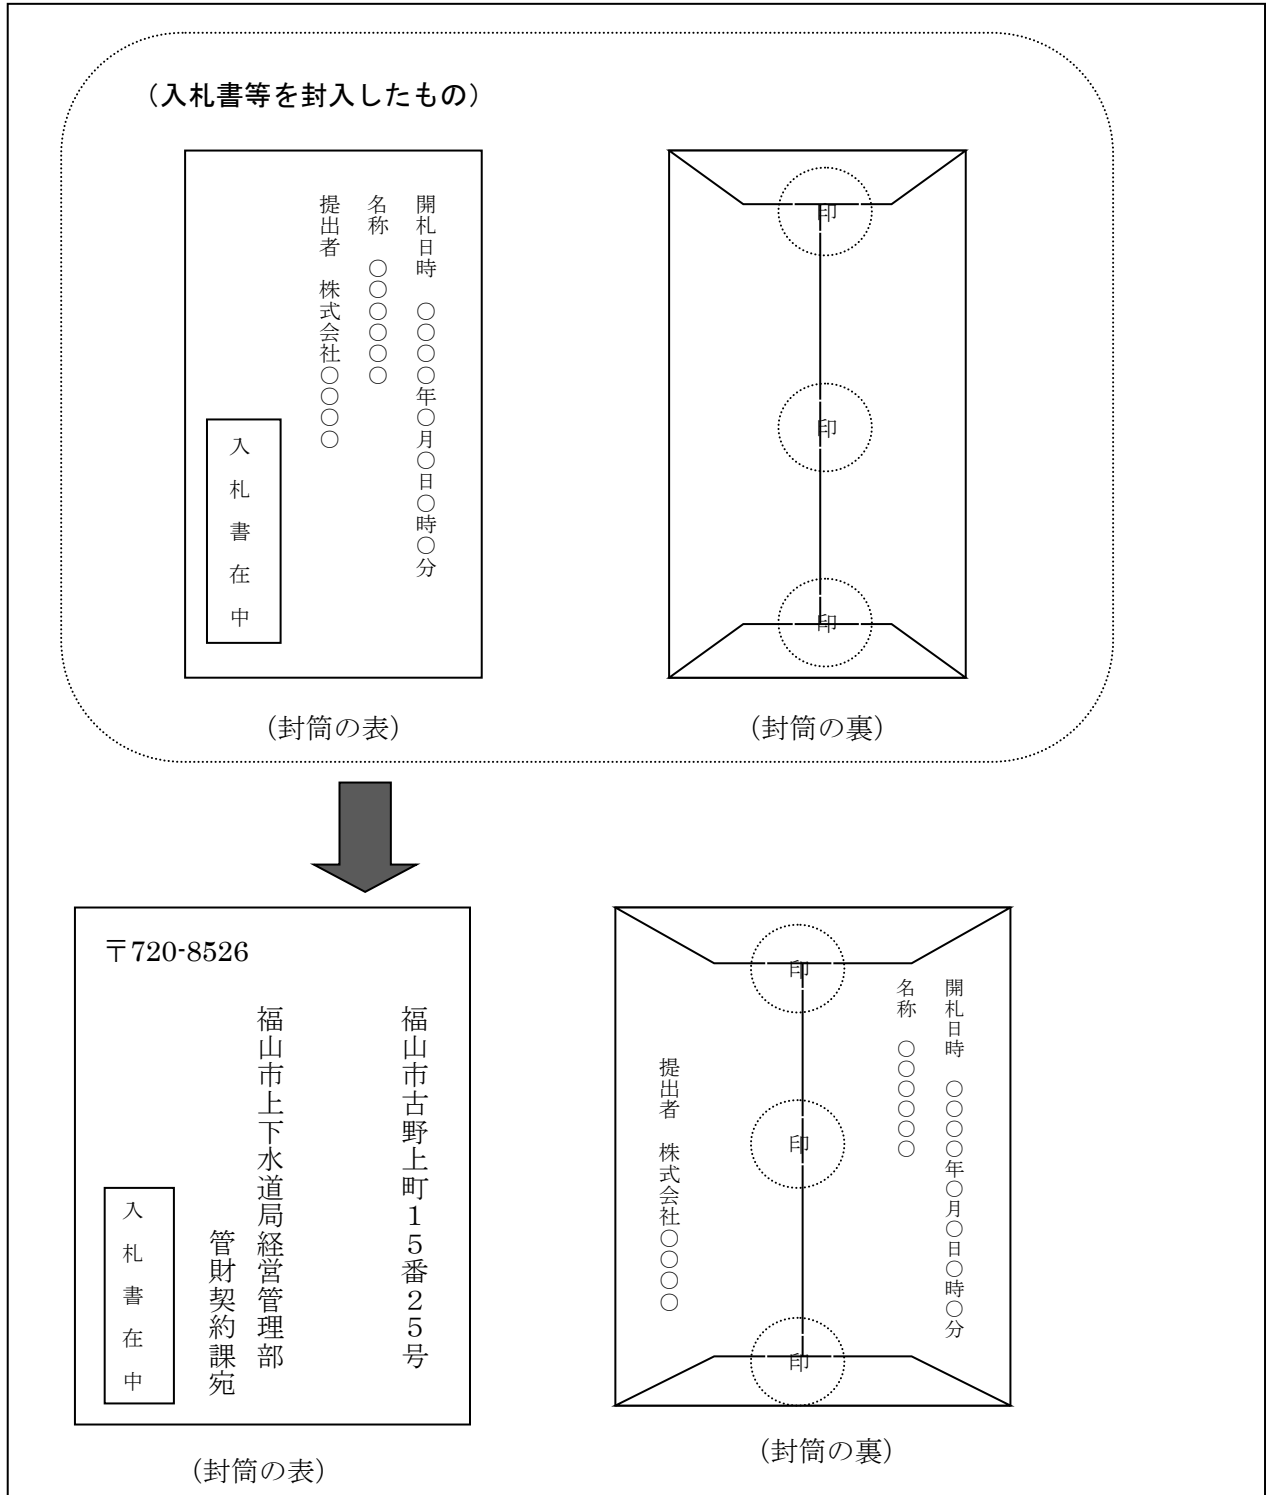 （入札書等を封入したもの）
開札日時　〇〇〇〇年〇月〇日〇時〇分
名称　〇〇〇〇〇〇
提出者　株式会社〇〇〇〇
入札書在中
印
印
印
（封筒の表）
（封筒の裏）
〒720-8526
福山市古野上町１５番２５号
福山市上下水道局経営管理部
管財契約課宛
入札書在中
（封筒の表）
開札日時　〇〇〇〇年〇月〇日〇時〇分
名称　〇〇〇〇〇〇
印
印
印
提出者　株式会社〇〇〇〇
（封筒の裏）